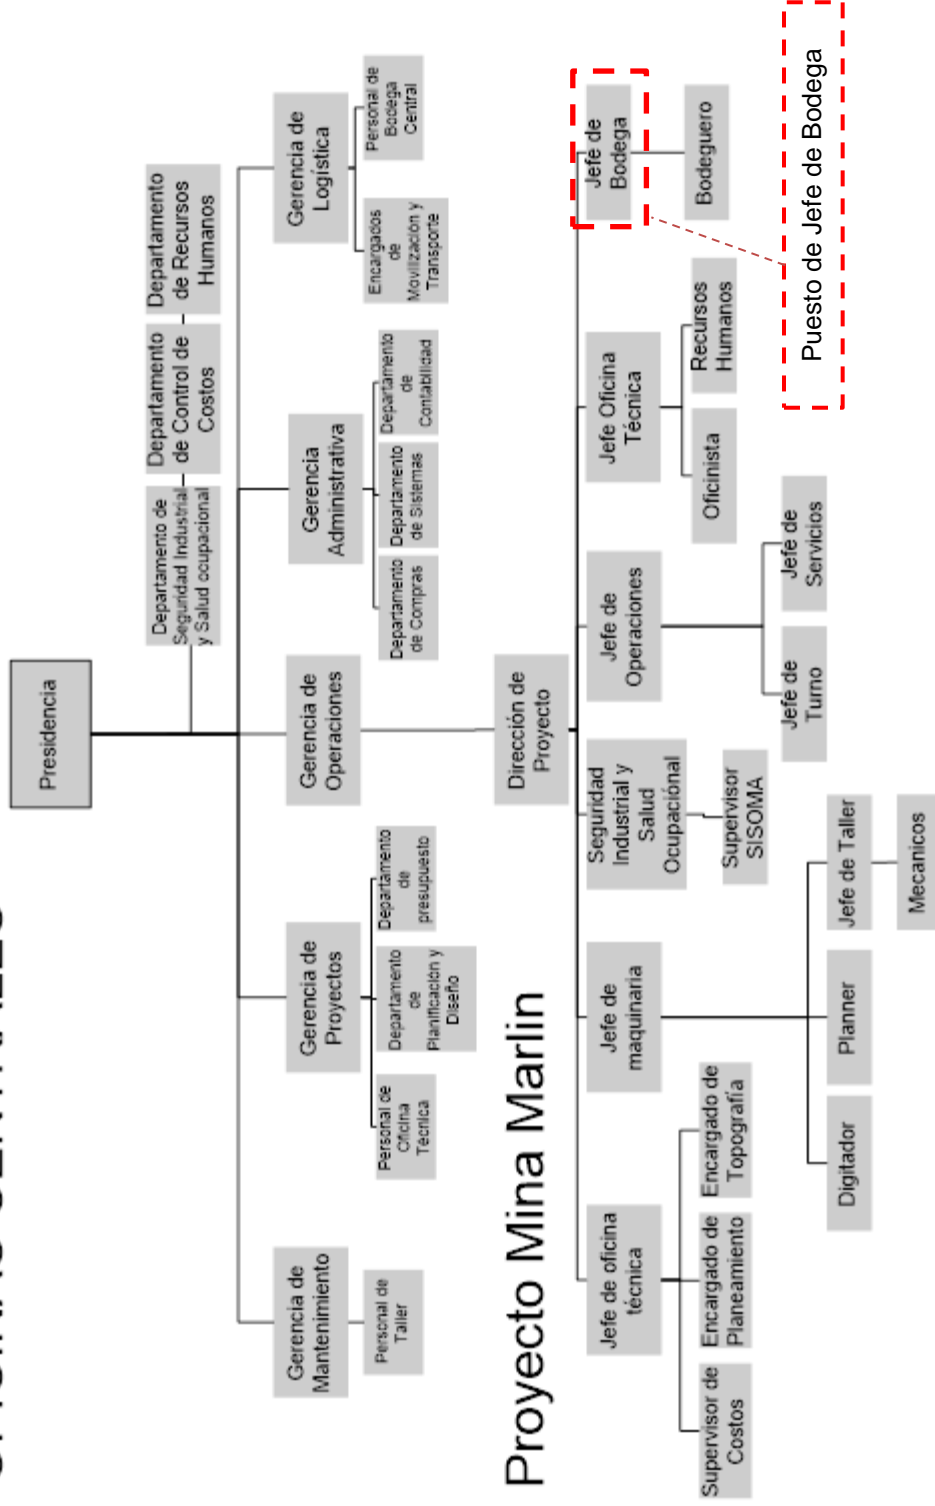 Presidencia
Departamento de
Seguridad Industrial
y Salud ocupacional
Departamento
de Control de
Costos
Departamento
de Recursos
Humanos
Gerencia de
Mantenimiento
Gerencia de
Proyectos
Gerencia de
Operaciones
Gerencia
Administrativa
Gerencia de
Logística
Personal de
Taller
Personal de
Oficina
Técnica
Departamento
de
Planificación y
Diseño
Departamento
de
presupuesto
Departamento
de Compras
Departamento
de Sistemas
Departamento
de
Contabilidad
Encargados
de
Movilización y
Transporte
Personal de
Bodega
Central
Proyecto Mina Marlin
Dirección de
Proyecto
Jefe de oficina
técnica
Jefe de
maquinaria
Seguridad
Industrial y
Salud
Ocupaciónal
Jefe de
Operaciones
Jefe Oficina
Técnica
Jefe de
Bodega
Supervisor de
Costos
Encargado de
Planeamiento
Encargado de
Topografía
Supervisor
SISOMA
Oficinista
Recursos
Humanos
Bodeguero
Jefe de
Turno
Jefe de
Servicios
Digitador
Planner
Jefe de Taller
Mecanicos
Puesto de Jefe de Bodega